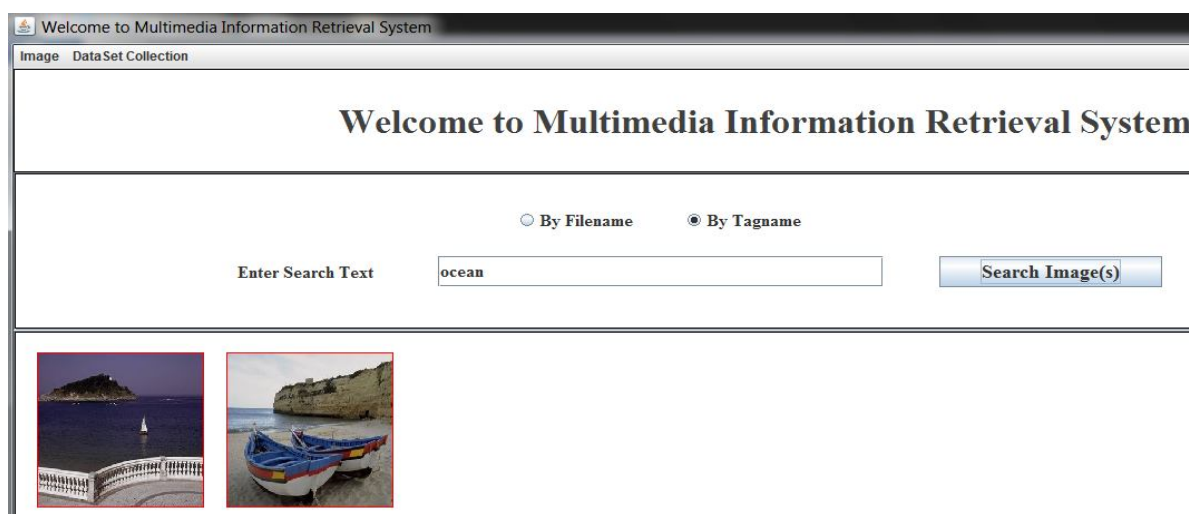 Welcome to Multimedia Information Retrieval System
Image DataSet Collection
Welcome to Multimedia Information Retrieval System
By Filename By Tagname
Enter Search Text ocean Search Image(s)